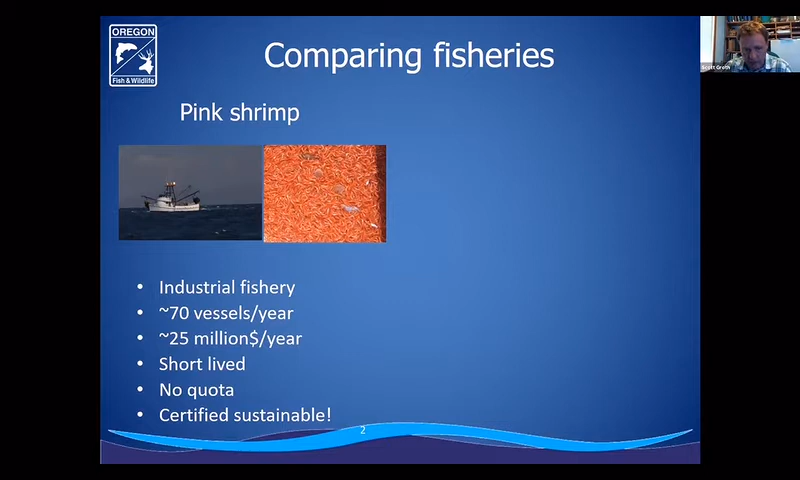 OREGON
Fish & Wildlife
Comparing fisheries
Scott Groth
Pink shrimp
• Industrial fishery
• ~70 vessels/year
• ~25 million$/year
• Short lived
• No quota
• Certified sustainable!
2